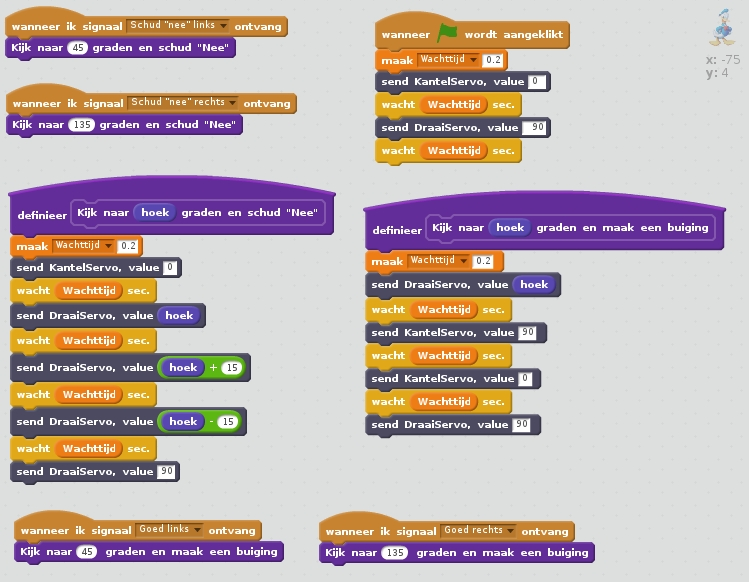 wanneer ik signaal Schud "nee" links ontvang
Kijk naar 45 graden en schud "Nee"
wanneer ik signaal Schud "nee" rechts ontvang
Kijk naar 135 graden en schud "Nee"
wanneer wordt aangeklikt
maak Wachttijd 0.2
send KantelServo, value 0
wacht Wachttijd sec.
send DraaiServo, value 90
wacht Wachttijd sec.
x: -75
y: 4
definieer Kijk naar hoek graden en schud "Nee"
maak Wachttijd 0.2
send KantelServo, value 0
wacht Wachttijd sec.
send DraaiServo, value hoek
wacht Wachttijd sec.
send DraaiServo, value hoek + 15
wacht Wachttijd sec.
send DraaiServo, value hoek - 15
wacht Wachttijd sec.
send DraaiServo, value 90
definieer Kijk naar hoek graden en maak een buiging
maak Wachttijd 0.2
send DraaiServo, value hoek
wacht Wachttijd sec.
send KantelServo, value 90
wacht Wachttijd sec.
send KantelServo, value 0
wacht Wachttijd sec.
send DraaiServo, value 90
wanneer ik signaal Goed links ontvang
Kijk naar 45 graden en maak een buiging
wanneer ik signaal Goed rechts ontvang
Kijk naar 135 graden en maak een buiging